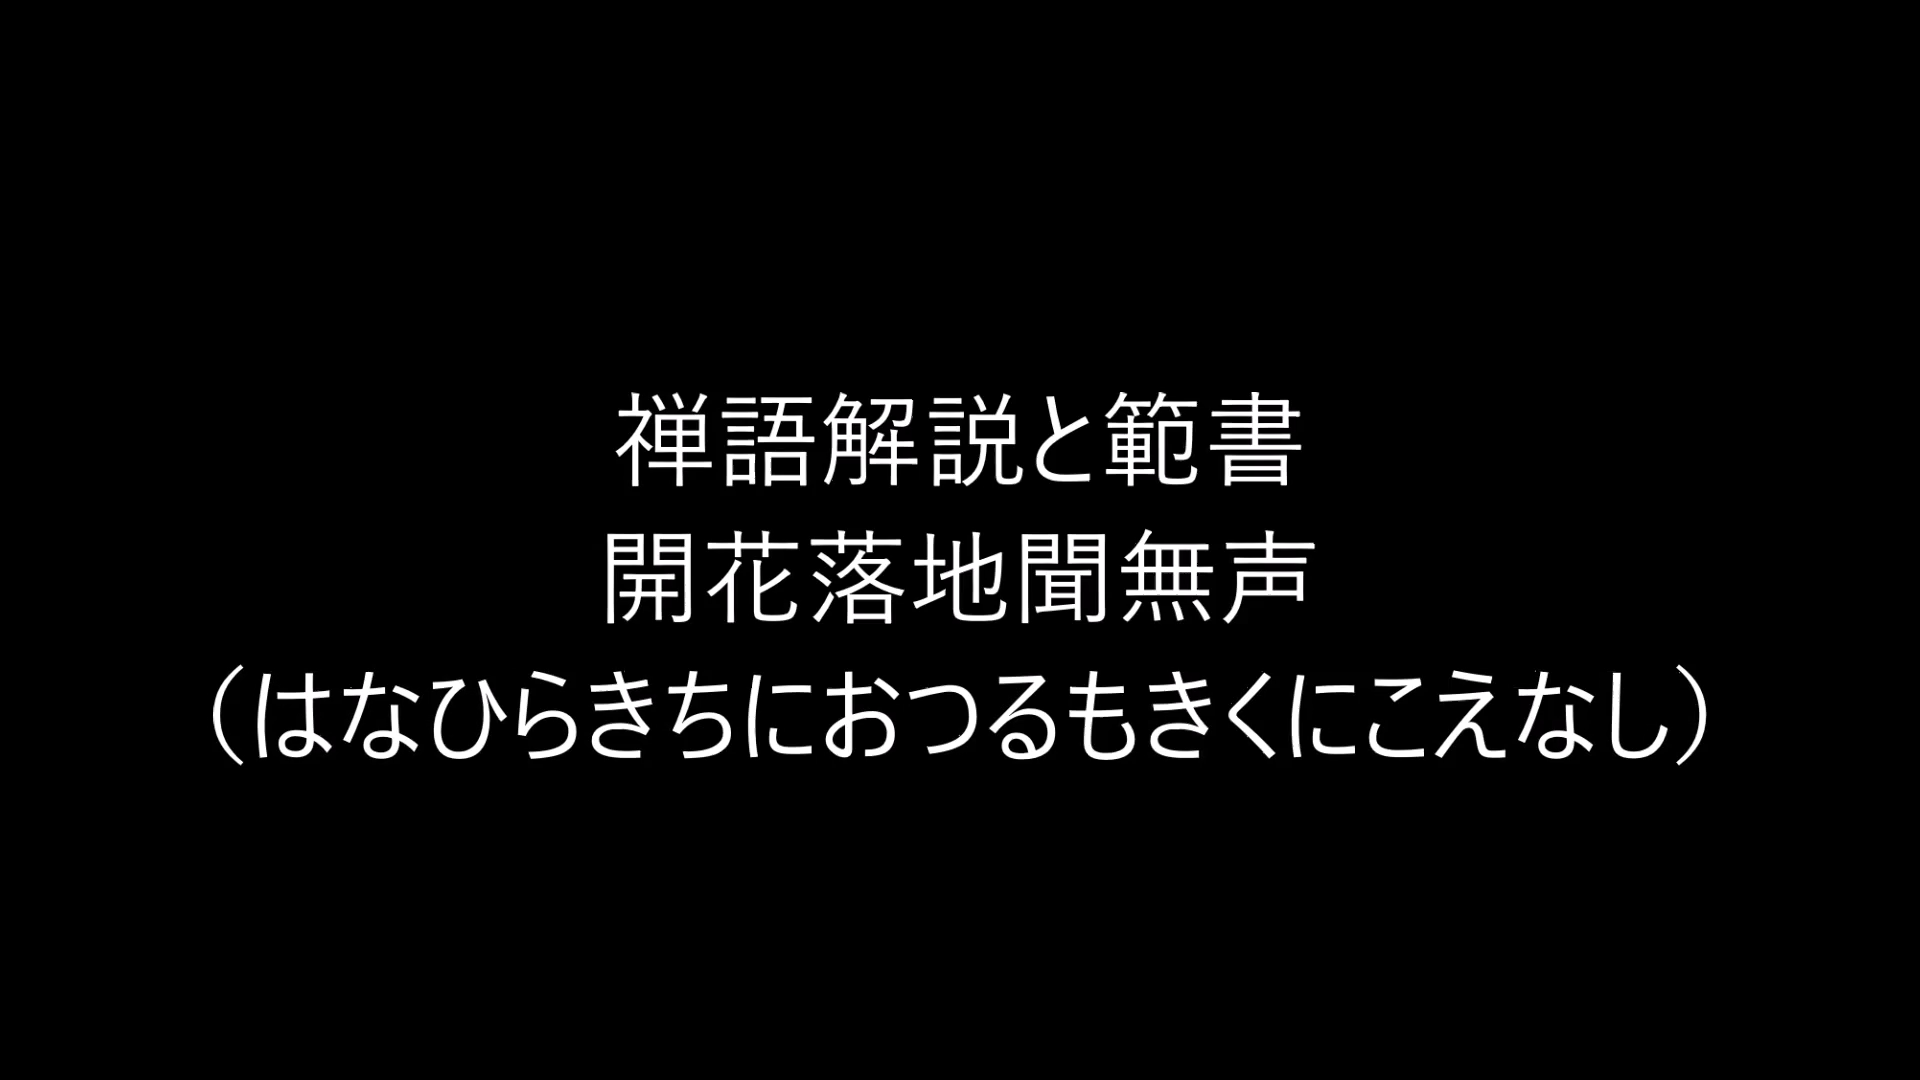 禅語解説と範書
開花落地聞無声
（はなひらきちにおつるもきくにこえなし）